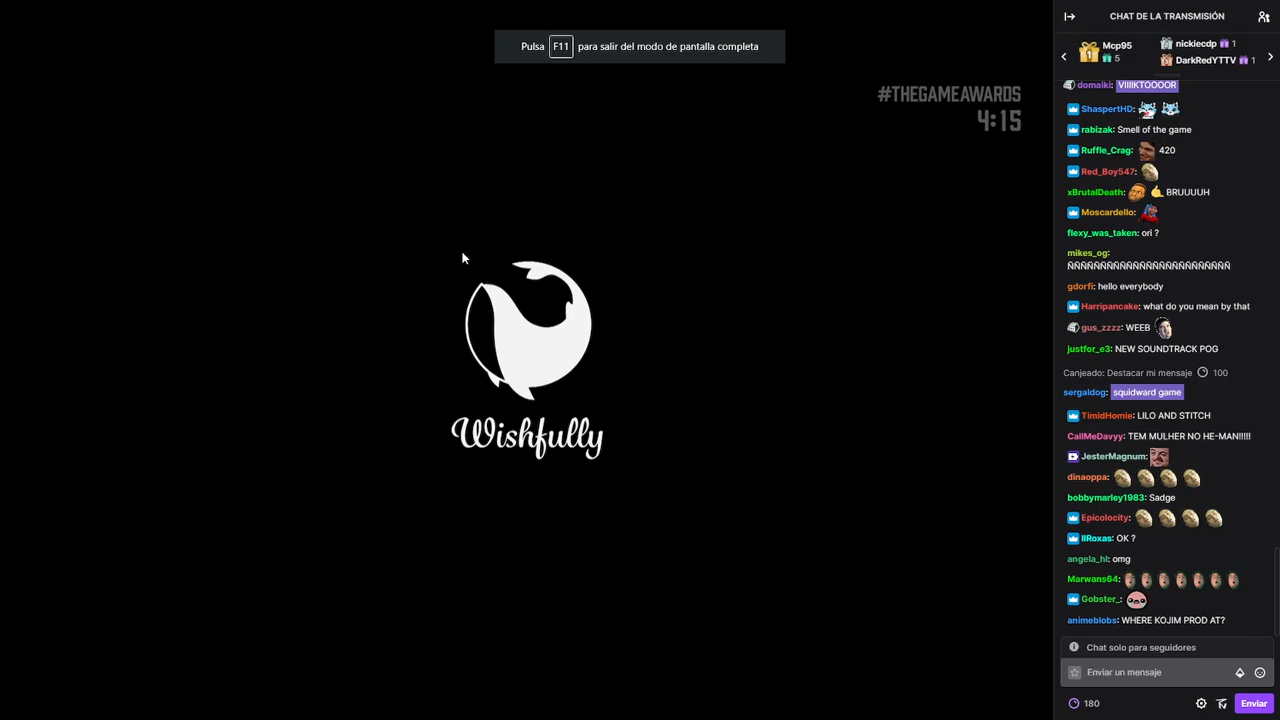 Pulsa F11 para salir del modo de pantalla completa
#THEGAMEAWARDS
4:15
Wishfully
CHAT DE LA TRANSMISIÓN
Mcp95
5
nickiecdp 1
DarkRedYTTV 1
domaiki: VIIIIKTOOOOR
ShaspertHD:
rabizak: Smell of the game
Ruffle_Crag: 420
Red_Boy547:
xBrutalDeath: BRUUUUH
Moscardello:
flexy_was_taken: ori ?
mikes_og:
ÑÑÑÑÑÑÑÑÑÑÑÑÑÑÑÑÑÑÑÑÑÑ
gdorfi: hello everybody
Harripancake: what do you mean by that
gus_zzzz: WEEB
justfor_e3: NEW SOUNDTRACK POG
Canjeado: Destacar mi mensaje 100
sergaldog: squidward game
TimidHomie: LILO AND STITCH
CallMeDavyy: TEM MULHER NO HE-MAN!!!!!
JesterMagnum:
dinaoppa:
bobbymarley1983: Sadge
Epicolocity:
IlRoxas: OK ?
angela_hl: omg
Marwans64:
Gobster_:
animeblobs: WHERE KOJIM PROD AT?
Chat solo para seguidores
Enviar un mensaje
180
Enviar